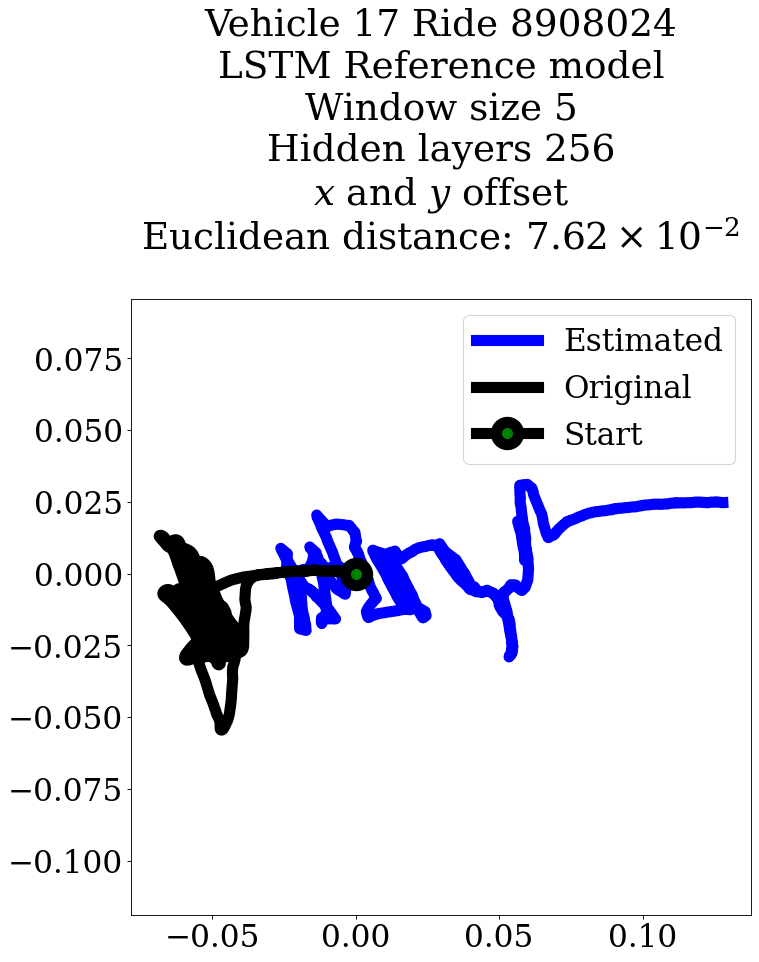 Vehicle 17 Ride 8908024
LSTM Reference model
Window size 5
Hidden layers 256
x and y offset
Euclidean distance: 7.62 × 10⁻²
Estimated
Original
Start
0.075
0.050
0.025
0.000
−0.025
−0.050
−0.075
−0.100
−0.05 0.00 0.05 0.10